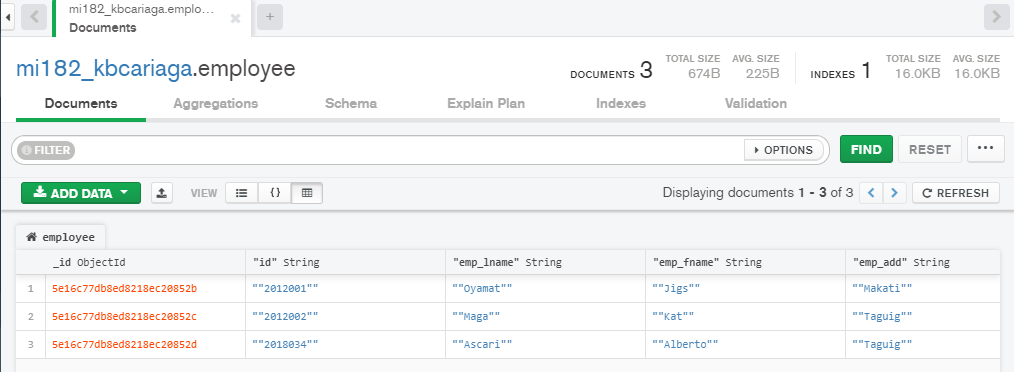 mi182_kbcariaga.emplo...
Documents
mi182_kbcariaga.employee
DOCUMENTS 3 TOTAL SIZE 674B AVG. SIZE 225B INDEXES 1 TOTAL SIZE 16.0KB AVG. SIZE 16.0KB
Documents Aggregations Schema Explain Plan Indexes Validation
FILTER OPTIONS FIND RESET ...
ADD DATA VIEW { } Displaying documents 1 - 3 of 3 < > REFRESH
employee
_id ObjectId "id" String "emp_lname" String "emp_fname" String "emp_add" String
1 5e16c77db8ed8218ec20852b ""2012001"" ""Oyamat"" ""Jigs"" ""Makati""
2 5e16c77db8ed8218ec20852c ""2012002"" ""Maga"" ""Kat"" ""Taguig""
3 5e16c77db8ed8218ec20852d ""2018034"" ""Ascari"" ""Alberto"" ""Taguig""